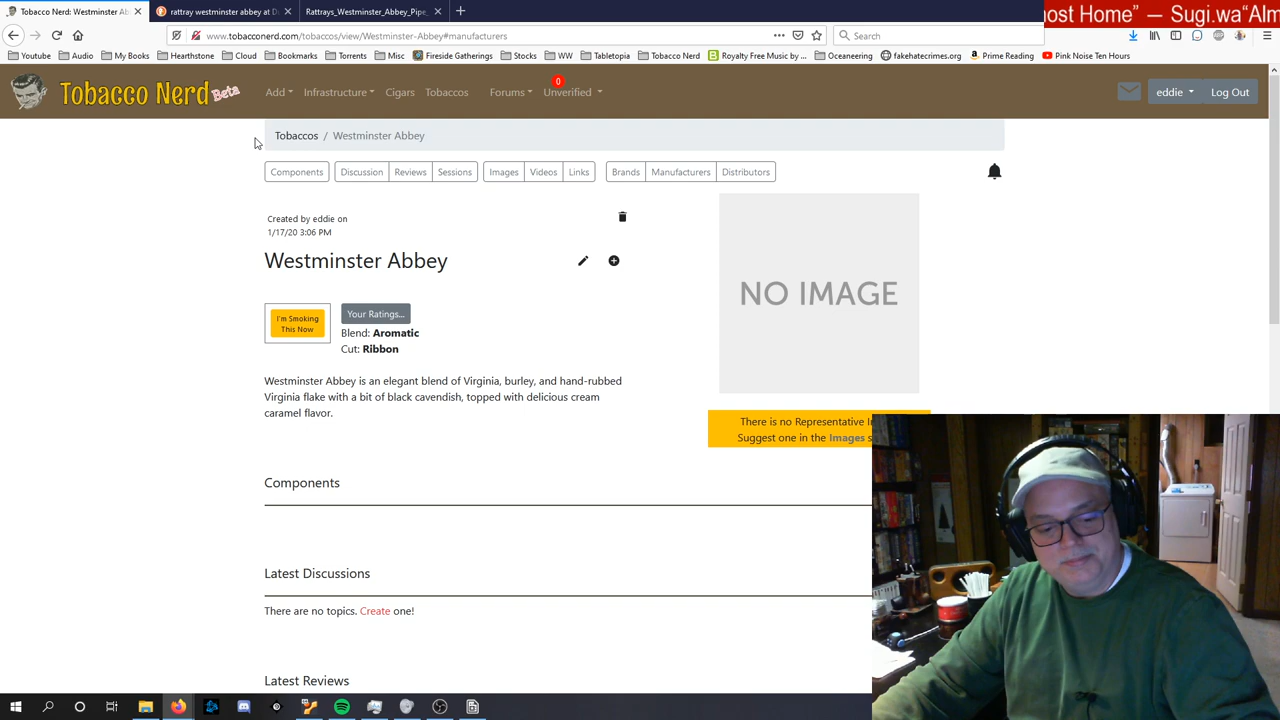 Tobacco Nerd: Westminster Ab
rattray westminster abbey at D
Rattrays_Westminster_Abbey_Pipe_
ost Home" — Sugi.wa"Alm
www.tobacconerd.com/tobaccos/view/Westminster-Abbey#manufacturers
Search
Youtube Audio My Books Hearthstone Cloud Bookmarks Torrents Misc Fireside Gatherings Stocks WW Tabletopia Tobacco Nerd Royalty Free Music by ... Oceaneering fakehatecrimes.org Prime Reading Pink Noise Ten Hours
Tobacco Nerd Beta
Add Infrastructure Cigars Tobaccos Forums Unverified 0
eddie Log Out
Tobaccos / Westminster Abbey
Components Discussion Reviews Sessions Images Videos Links Brands Manufacturers Distributors
Created by eddie on
1/17/20 3:06 PM
Westminster Abbey
NO IMAGE
I'm Smoking
This Now
Your Ratings...
Blend: Aromatic
Cut: Ribbon
Westminster Abbey is an elegant blend of Virginia, burley, and hand-rubbed
Virginia flake with a bit of black cavendish, topped with delicious cream
caramel flavor.
There is no Representative I
Suggest one in the Images s
Components
Latest Discussions
There are no topics. Create one!
Latest Reviews